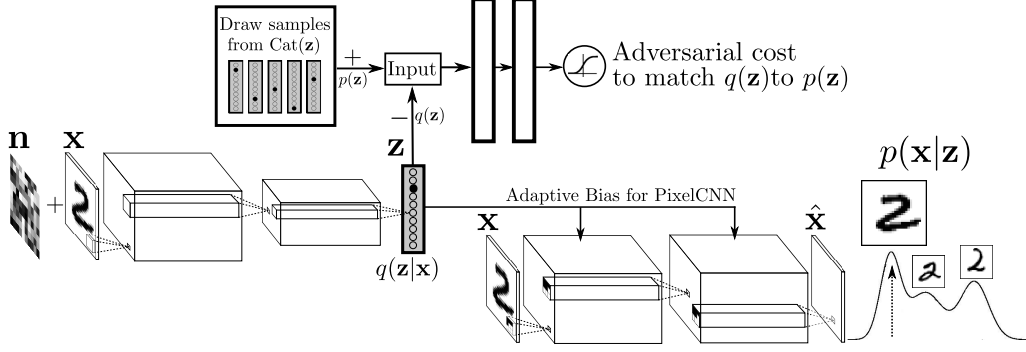 Draw samples
from Cat(z)
+
p(z)
Input
Adversarial cost
to match q(z)to p(z)
− q(z)
n
x
z
+
p(x|z)
Adaptive Bias for PixelCNN
x
x̂
q(z|x)